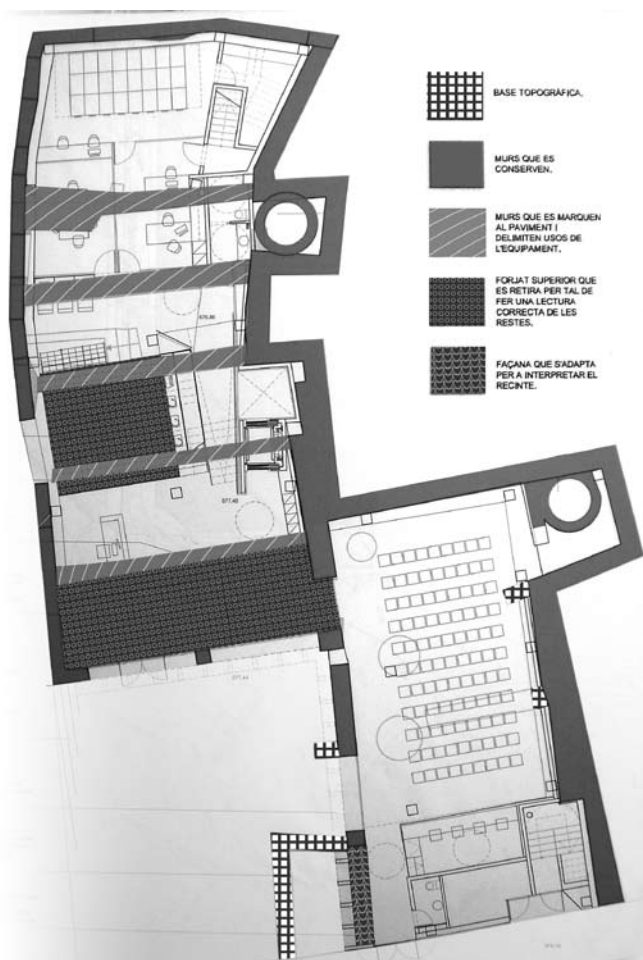 BASE TOPOGRÀFICA.
MURS QUE ES
CONSERVEN.
MURS QUE ES MARQUEN
AL PAVIMENT I
DELIMITEN USOS DE
L'EQUIPAMENT.
FORJAT SUPERIOR QUE
ES RETIRA PER TAL DE
FER UNA LECTURA
CORRECTA DE LES
RESTES.
FAÇANA QUE S'ADAPTA
PER A INTERPRETAR EL
RECINTE.
577.48